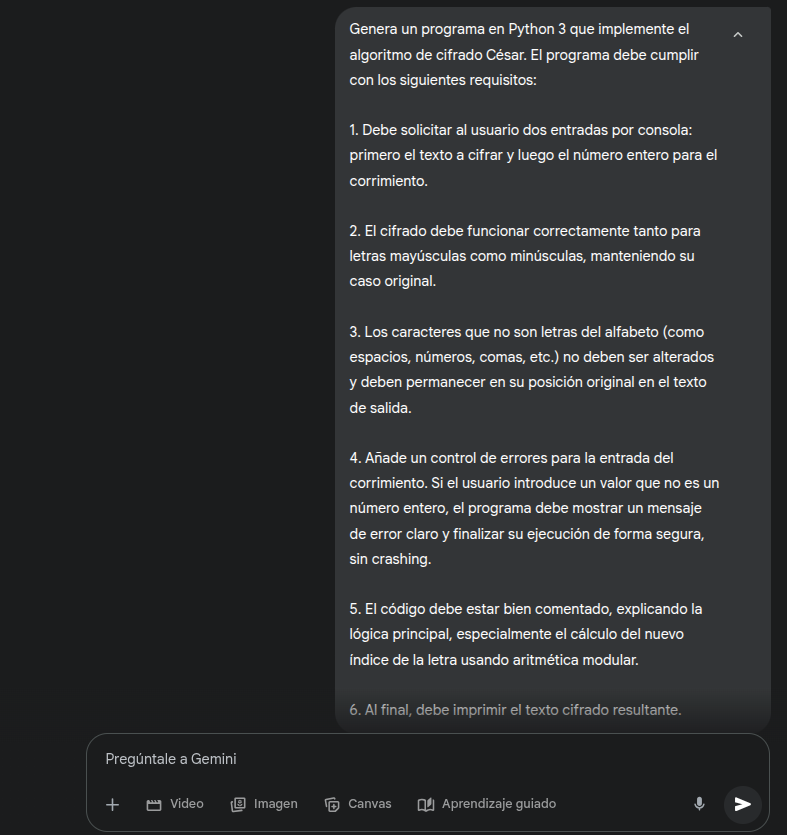 Genera un programa en Python 3 que implemente el
algoritmo de cifrado César. El programa debe cumplir
con los siguientes requisitos:
1. Debe solicitar al usuario dos entradas por consola:
primero el texto a cifrar y luego el número entero para el
corrimiento.
2. El cifrado debe funcionar correctamente tanto para
letras mayúsculas como minúsculas, manteniendo su
caso original.
3. Los caracteres que no son letras del alfabeto (como
espacios, números, comas, etc.) no deben ser alterados
y deben permanecer en su posición original en el texto
de salida.
4. Añade un control de errores para la entrada del
corrimiento. Si el usuario introduce un valor que no es un
número entero, el programa debe mostrar un mensaje
de error claro y finalizar su ejecución de forma segura,
sin crashing.
5. El código debe estar bien comentado, explicando la
lógica principal, especialmente el cálculo del nuevo
índice de la letra usando aritmética modular.
6. Al final, debe imprimir el texto cifrado resultante.
Pregúntale a Gemini
Video Imagen Canvas Aprendizaje guiado